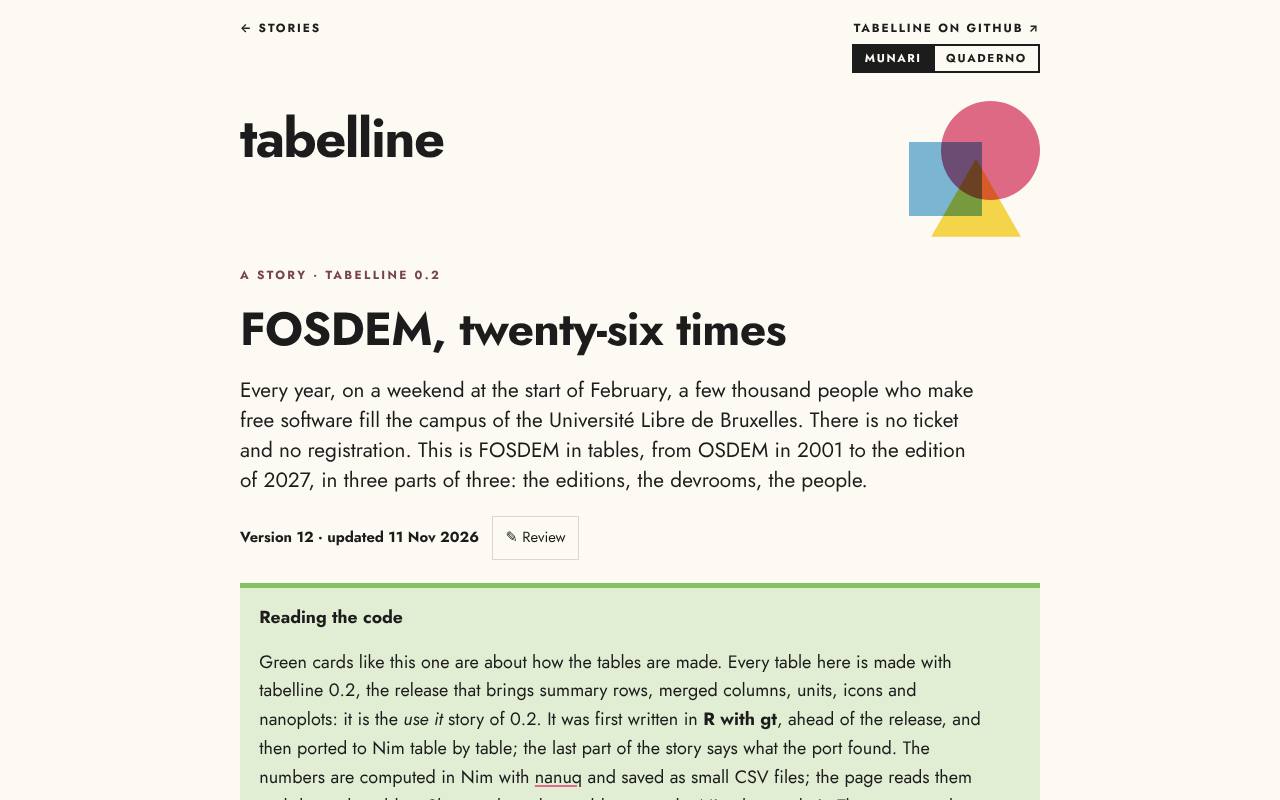 ← STORIES
TABELLINE ON GITHUB ↗
MUNARI QUADERNO
tabelline
A STORY · TABELLINE 0.2
FOSDEM, twenty-six times
Every year, on a weekend at the start of February, a few thousand people who make
free software fill the campus of the Université Libre de Bruxelles. There is no ticket
and no registration. This is FOSDEM in tables, from OSDEM in 2001 to the edition
of 2027, in three parts of three: the editions, the devrooms, the people.
Version 12 · updated 11 Nov 2026
✎ Review
Reading the code
Green cards like this one are about how the tables are made. Every table here is made with
tabelline 0.2, the release that brings summary rows, merged columns, units, icons and
nanoplots: it is the use it story of 0.2. It was first written in R with gt, ahead of the release, and
then ported to Nim table by table; the last part of the story says what the port found. The
numbers are computed in Nim with nanuq and saved as small CSV files; the page reads them